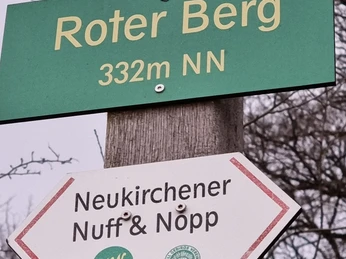 Roter Berg
332m NN
Neukirchener
Nuff & Nopp